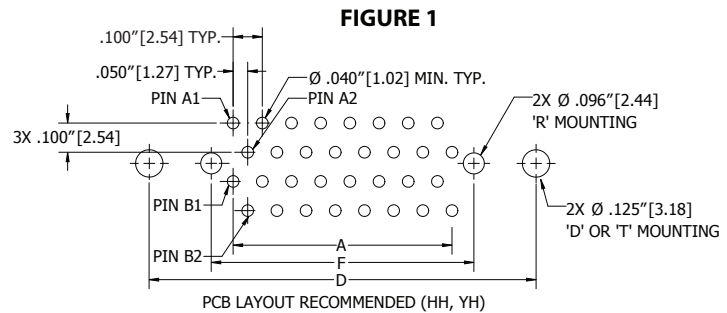 FIGURE 1
.100"[2.54] TYP.
.050"[1.27] TYP.
Ø .040"[1.02] MIN. TYP.
PIN A1
PIN A2
2X Ø .096"[2.44]
'R' MOUNTING
3X .100"[2.54]
PIN B1
2X Ø .125"[3.18]
'D' OR 'T' MOUNTING
PIN B2
A
F
D
PCB LAYOUT RECOMMENDED (HH, YH)